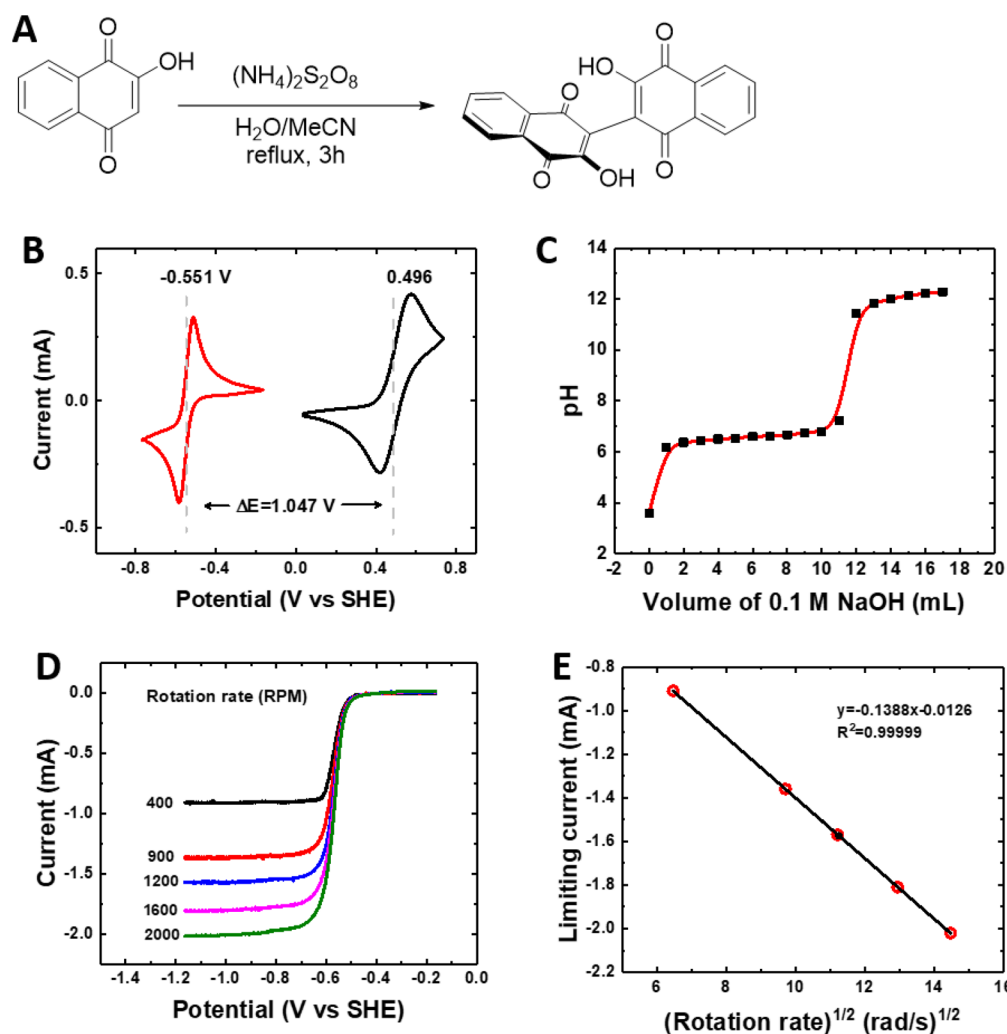 A
O
OH
O
(NH4)2S2O8
H2O/MeCN
reflux, 3h
O
HO
O
O
O
OH
B
-0.551 V
0.496
ΔE=1.047 V
0.5
0.0
-0.5
Current (mA)
-0.8
-0.4
0.0
0.4
0.8
Potential (V vs SHE)
C
14
12
10
8
6
4
2
pH
0
2
4
6
8
10
12
14
16
18
20
Volume of 0.1 M NaOH (mL)
D
Rotation rate (RPM)
400
900
1200
1600
2000
0.0
-0.5
-1.0
-1.5
-2.0
Current (mA)
-1.4
-1.2
-1.0
-0.8
-0.6
-0.4
-0.2
0.0
Potential (V vs SHE)
E
y=-0.1388x-0.0126
R²=0.99999
-0.8
-1.0
-1.2
-1.4
-1.6
-1.8
-2.0
-2.2
Limiting current (mA)
6
8
10
12
14
16
(Rotation rate)^1/2 (rad/s)^1/2